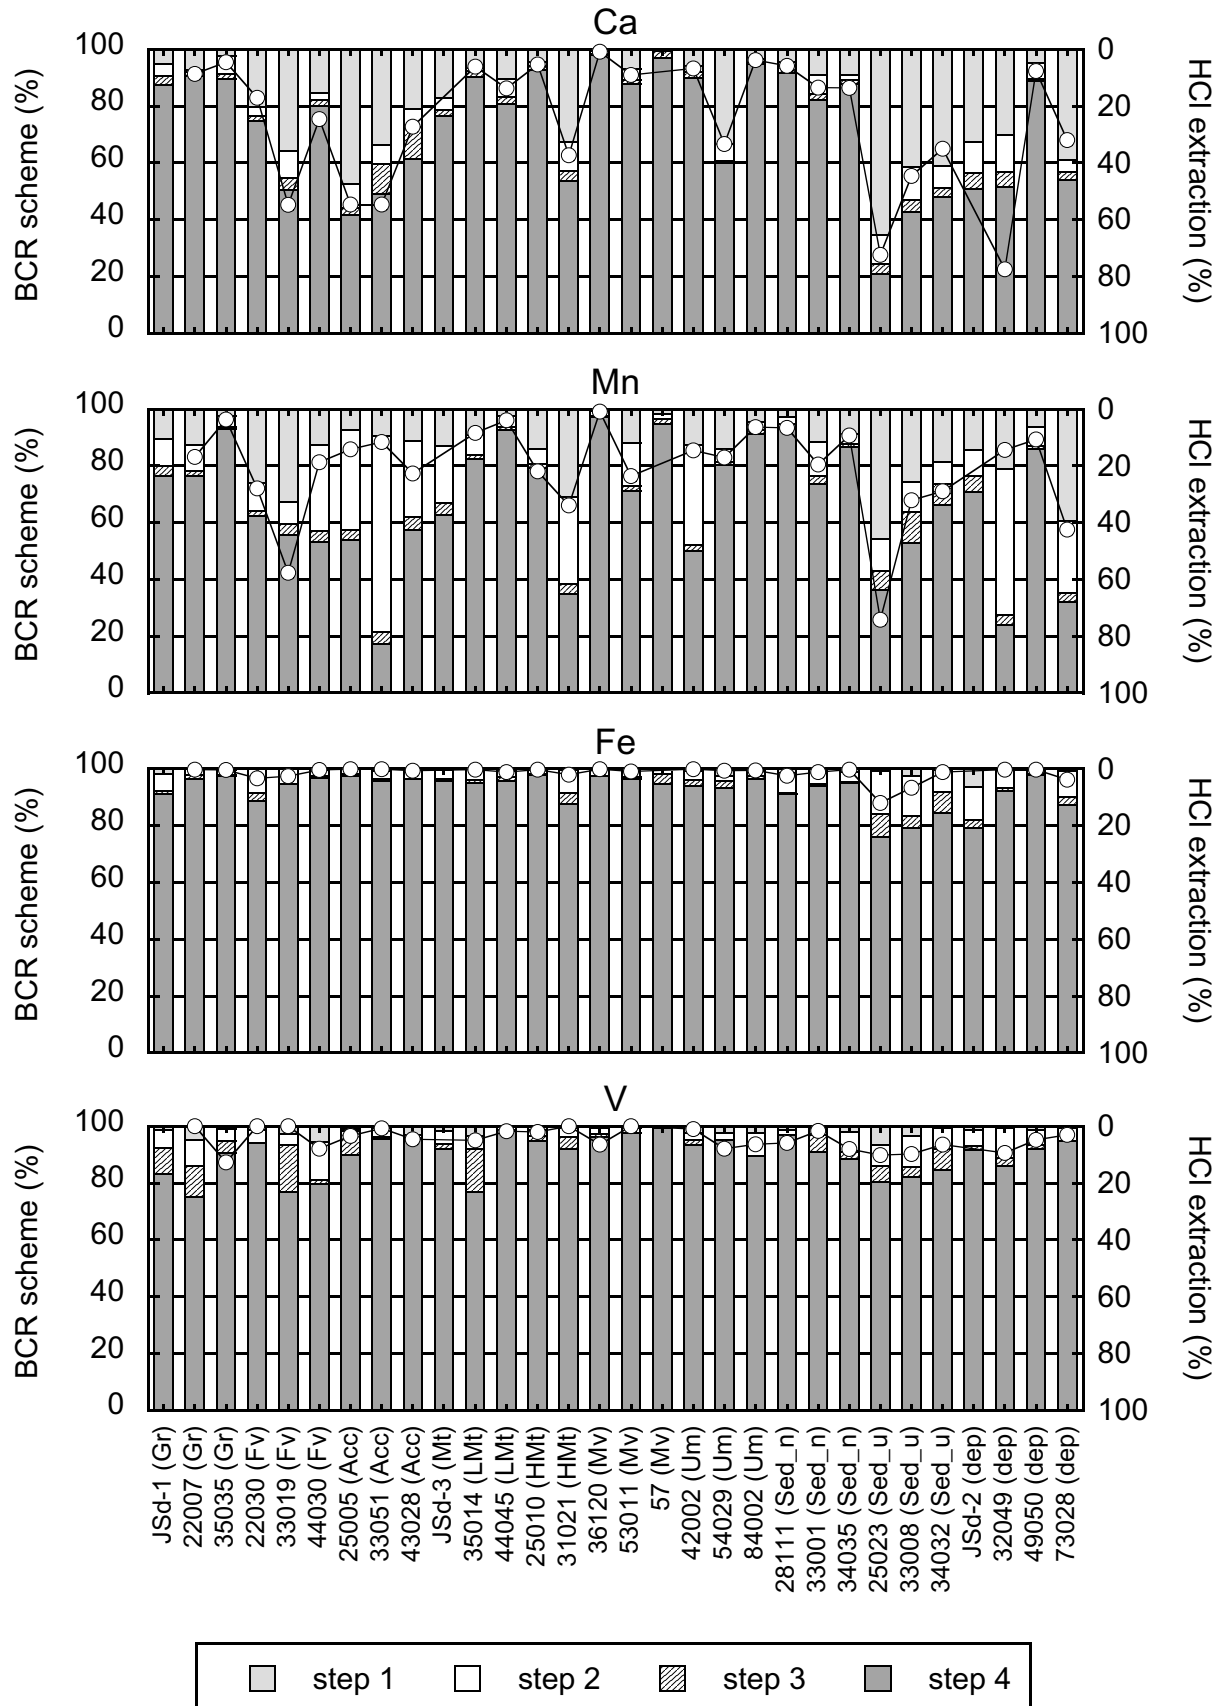 Ca
BCR scheme (%)
100
80
60
40
20
0
0
20
40
60
80
100
HCl extraction (%)
Mn
BCR scheme (%)
100
80
60
40
20
0
0
20
40
60
80
100
HCl extraction (%)
Fe
BCR scheme (%)
100
80
60
40
20
0
0
20
40
60
80
100
HCl extraction (%)
V
BCR scheme (%)
100
80
60
40
20
0
0
20
40
60
80
100
HCl extraction (%)
JSd-1 (Gr)
22007 (Gr)
35035 (Gr)
22030 (Fv)
33019 (Fv)
44030 (Fv)
25005 (Acc)
33051 (Acc)
43028 (Acc)
JSd-3 (Mt)
35014 (LMt)
44045 (LMt)
25010 (HMt)
31021 (HMt)
36120 (Mv)
53011 (Mv)
57 (Mv)
42002 (Um)
54029 (Um)
84002 (Um)
28111 (Sed_n)
33001 (Sed_n)
34035 (Sed_n)
25023 (Sed_u)
33008 (Sed_u)
34032 (Sed_u)
JSd-2 (dep)
32049 (dep)
49050 (dep)
73028 (dep)
step 1 step 2 step 3 step 4